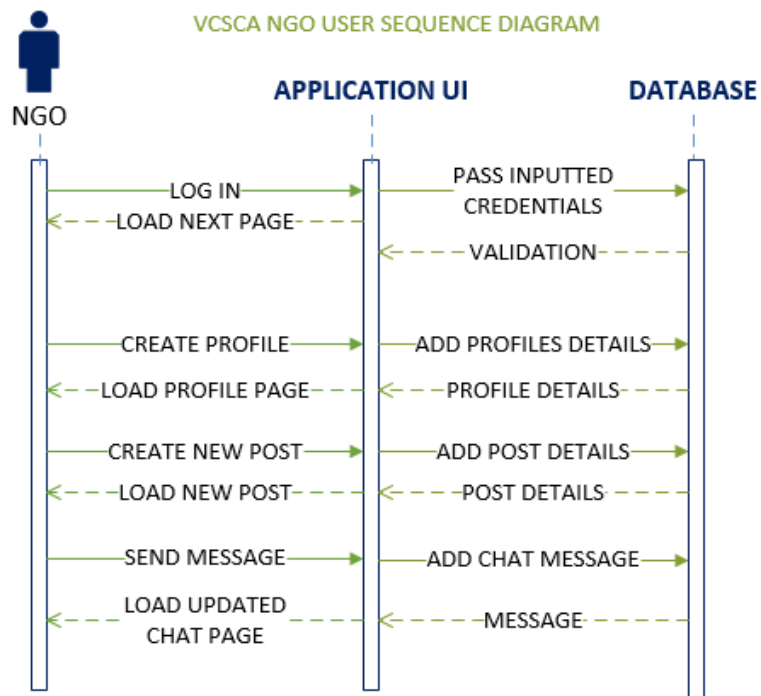 VCSCA NGO USER SEQUENCE DIAGRAM
NGO
APPLICATION UI
DATABASE
LOG IN
PASS INPUTTED
CREDENTIALS
LOAD NEXT PAGE
VALIDATION
CREATE PROFILE
ADD PROFILES DETAILS
LOAD PROFILE PAGE
PROFILE DETAILS
CREATE NEW POST
ADD POST DETAILS
LOAD NEW POST
POST DETAILS
SEND MESSAGE
ADD CHAT MESSAGE
LOAD UPDATED
CHAT PAGE
MESSAGE